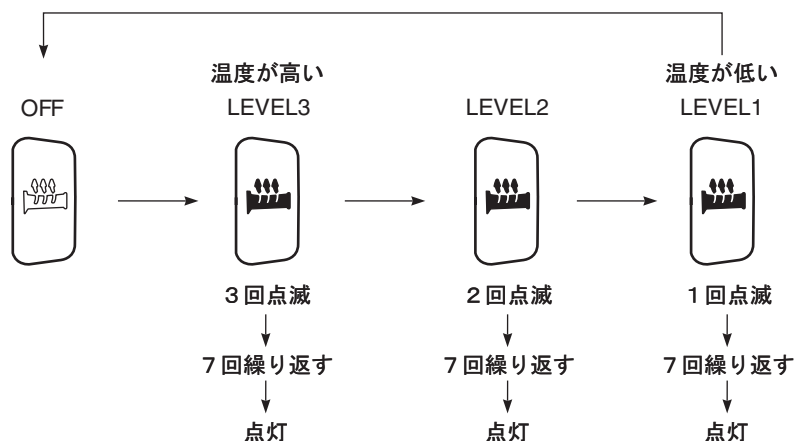 温度が高い
温度が低い
OFF
LEVEL3
LEVEL2
LEVEL1
3回点滅
2回点滅
1回点滅
7回繰り返す
7回繰り返す
7回繰り返す
点灯
点灯
点灯